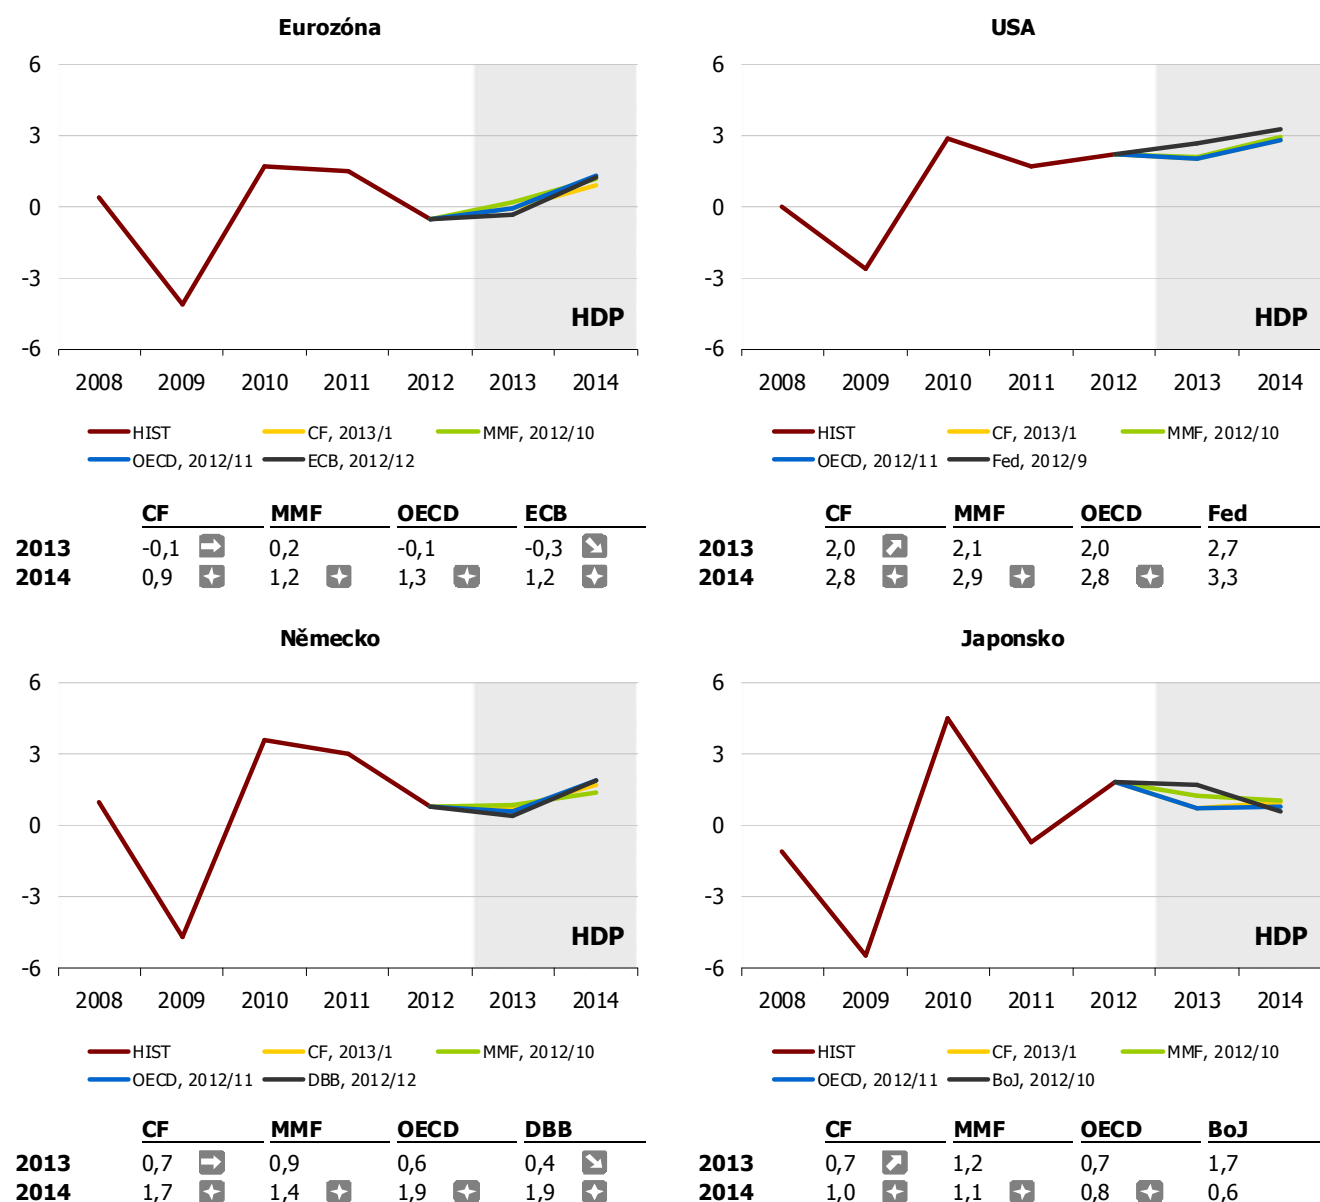 Eurozóna
6
3
0
-3
-6
HDP
2008 2009 2010 2011 2012 2013 2014
HIST CF, 2013/1 MMF, 2012/10
OECD, 2012/11 ECB, 2012/12
CF MMF OECD ECB
2013 -0,1 0,2 -0,1 -0,3
2014 0,9 1,2 1,3 1,2
USA
6
3
0
-3
-6
HDP
2008 2009 2010 2011 2012 2013 2014
HIST CF, 2013/1 MMF, 2012/10
OECD, 2012/11 Fed, 2012/9
CF MMF OECD Fed
2013 2,0 2,1 2,0 2,7
2014 2,8 2,9 2,8 3,3
Německo
6
3
0
-3
-6
HDP
2008 2009 2010 2011 2012 2013 2014
HIST CF, 2013/1 MMF, 2012/10
OECD, 2012/11 DBB, 2012/12
CF MMF OECD DBB
2013 0,7 0,9 0,6 0,4
2014 1,7 1,4 1,9 1,9
Japonsko
6
3
0
-3
-6
HDP
2008 2009 2010 2011 2012 2013 2014
HIST CF, 2013/1 MMF, 2012/10
OECD, 2012/11 BoJ, 2012/10
CF MMF OECD BoJ
2013 0,7 1,2 0,7 1,7
2014 1,0 1,1 0,8 0,6